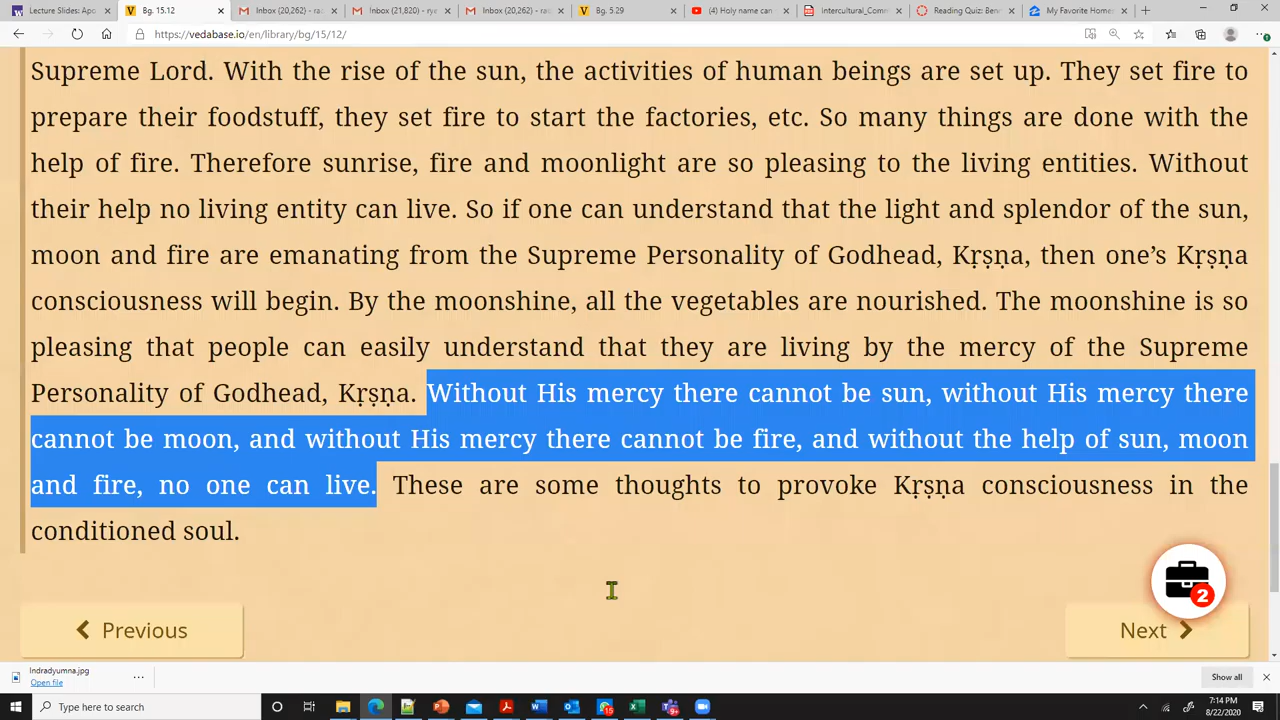 Lecture Slides: Apo
Bg. 15.12
Inbox (20,262) - ra
Inbox (21,820) - rya
Inbox (20,262) - rat
Bg. 5.29
(4) Holy name can
Intercultural_Comm
Reading Quiz: Ben
My Favorite Home
https://vedabase.io/en/library/bg/15/12/
Supreme Lord. With the rise of the sun, the activities of human beings are set up. They set fire to
prepare their foodstuff, they set fire to start the factories, etc. So many things are done with the
help of fire. Therefore sunrise, fire and moonlight are so pleasing to the living entities. Without
their help no living entity can live. So if one can understand that the light and splendor of the sun,
moon and fire are emanating from the Supreme Personality of Godhead, Kṛṣṇa, then one’s Kṛṣṇa
consciousness will begin. By the moonshine, all the vegetables are nourished. The moonshine is so
pleasing that people can easily understand that they are living by the mercy of the Supreme
Personality of Godhead, Kṛṣṇa. Without His mercy there cannot be sun, without His mercy there
cannot be moon, and without His mercy there cannot be fire, and without the help of sun, moon
and fire, no one can live. These are some thoughts to provoke Kṛṣṇa consciousness in the
conditioned soul.
2
Previous
Next
Indradyumna.jpg
Open file
Show all
Type here to search
7:14 PM
8/22/2020